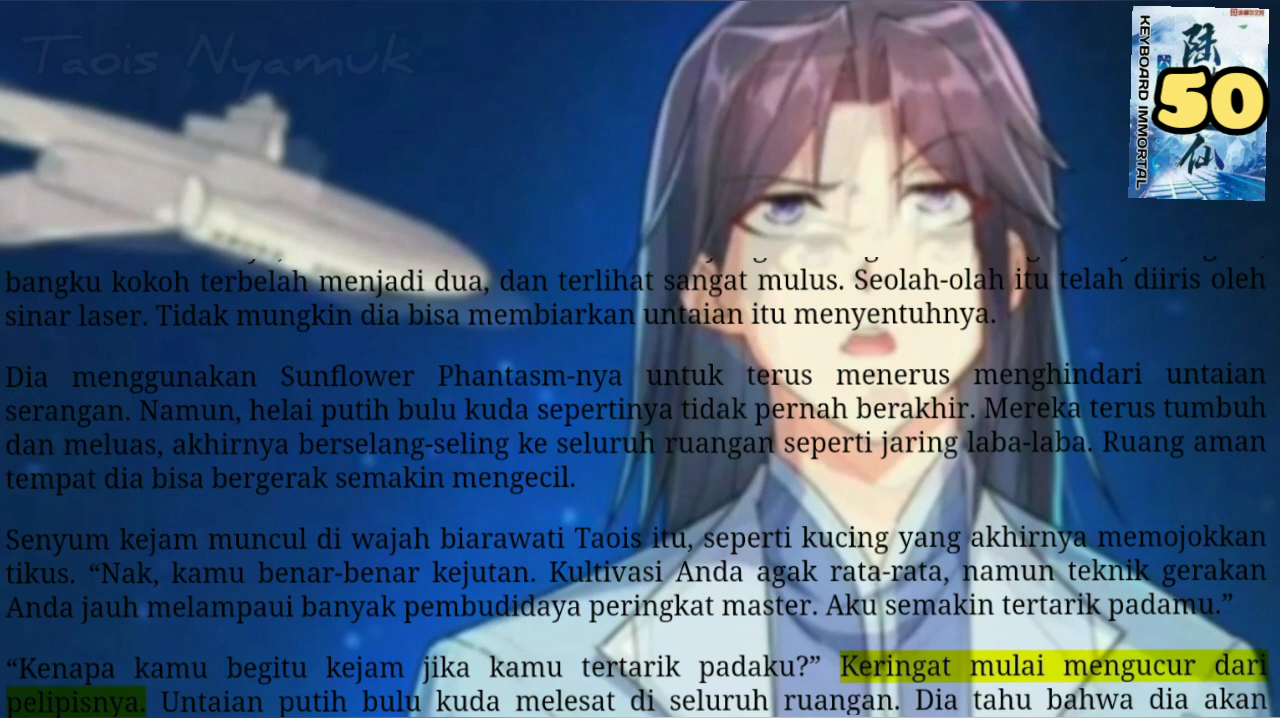 Taois Nyamuk
KEYBOARD IMMORTAL
陆
仙
50
bangku kokoh terbelah menjadi dua, dan terlihat sangat mulus. Seolah-olah itu telah diiris oleh
sinar laser. Tidak mungkin dia bisa membiarkan untaian itu menyentuhnya.
Dia menggunakan Sunflower Phantasm-nya untuk terus menerus menghindari untaian
serangan. Namun, helai putih bulu kuda sepertinya tidak pernah berakhir. Mereka terus tumbuh
dan meluas, akhirnya berselang-seling ke seluruh ruangan seperti jaring laba-laba. Ruang aman
tempat dia bisa bergerak semakin mengecil.
Senyum kejam muncul di wajah biarawati Taois itu, seperti kucing yang akhirnya memojokkan
tikus. “Nak, kamu benar-benar kejutan. Kultivasi Anda agak rata-rata, namun teknik gerakan
Anda jauh melampaui banyak pembudidaya peringkat master. Aku semakin tertarik padamu.”
“Kenapa kamu begitu kejam jika kamu tertarik padaku?” Keringat mulai mengucur dari
pelipisnya. Untaian putih bulu kuda melesat di seluruh ruangan. Dia tahu bahwa dia akan